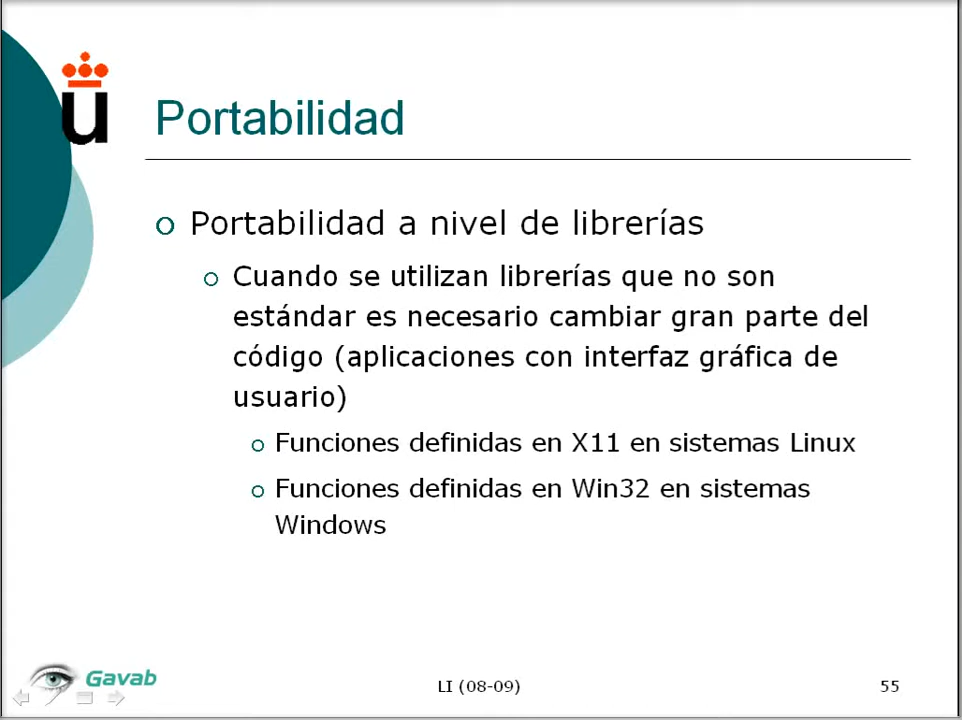 u
Portabilidad
o Portabilidad a nivel de librerías
o Cuando se utilizan librerías que no son
estándar es necesario cambiar gran parte del
código (aplicaciones con interfaz gráfica de
usuario)
o Funciones definidas en X11 en sistemas Linux
o Funciones definidas en Win32 en sistemas
Windows
Gavab
LI (08-09)
55